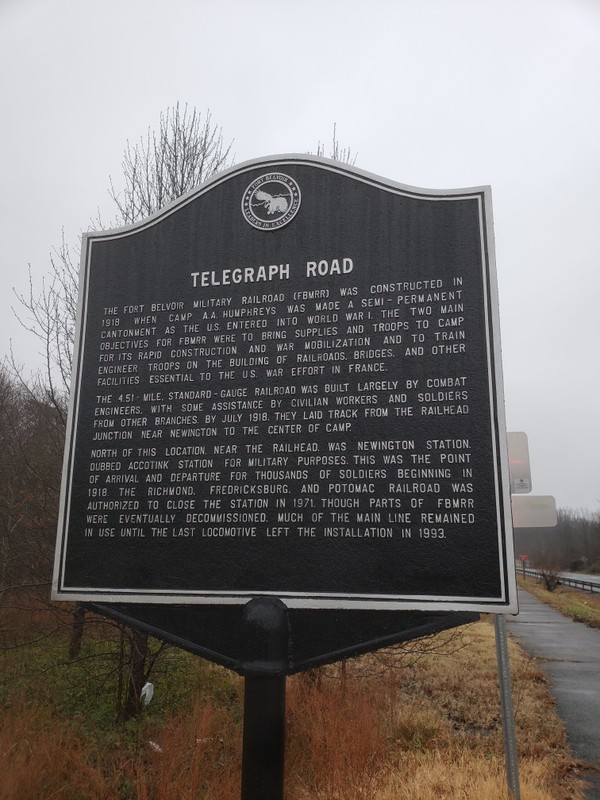 FORT BELVOIR
LEADERS IN EXCELLENCE
TELEGRAPH ROAD
THE FORT BELVOIR MILITARY RAILROAD (FBMRR) WAS CONSTRUCTED IN
1918 WHEN CAMP A.A. HUMPHREYS WAS MADE A SEMI-PERMANENT
CANTONMENT AS THE U.S. ENTERED INTO WORLD WAR I. THE TWO MAIN
OBJECTIVES FOR FBMRR WERE TO BRING SUPPLIES AND TROOPS TO CAMP
FOR ITS RAPID CONSTRUCTION AND WAR MOBILIZATION AND TO TRAIN
ENGINEER TROOPS ON THE BUILDING OF RAILROADS, BRIDGES, AND OTHER
FACILITIES ESSENTIAL TO THE U.S. WAR EFFORT IN FRANCE.
THE 4.51-MILE, STANDARD-GAUGE RAILROAD WAS BUILT LARGELY BY COMBAT
ENGINEERS, WITH SOME ASSISTANCE BY CIVILIAN WORKERS AND SOLDIERS
FROM OTHER BRANCHES. BY JULY 1918, THEY LAID TRACK FROM THE RAILHEAD
JUNCTION NEAR NEWINGTON TO THE CENTER OF CAMP.
NORTH OF THIS LOCATION, NEAR THE RAILHEAD, WAS NEWINGTON STATION,
DUBBED ACCOTINK STATION FOR MILITARY PURPOSES. THIS WAS THE POINT
OF ARRIVAL AND DEPARTURE FOR THOUSANDS OF SOLDIERS BEGINNING IN
1918. THE RICHMOND, FREDRICKSBURG, AND POTOMAC RAILROAD WAS
AUTHORIZED TO CLOSE THE STATION IN 1971. THOUGH PARTS OF FBMRR
WERE EVENTUALLY DECOMMISSIONED, MUCH OF THE MAIN LINE REMAINED
IN USE UNTIL THE LAST LOCOMOTIVE LEFT THE INSTALLATION IN 1993.